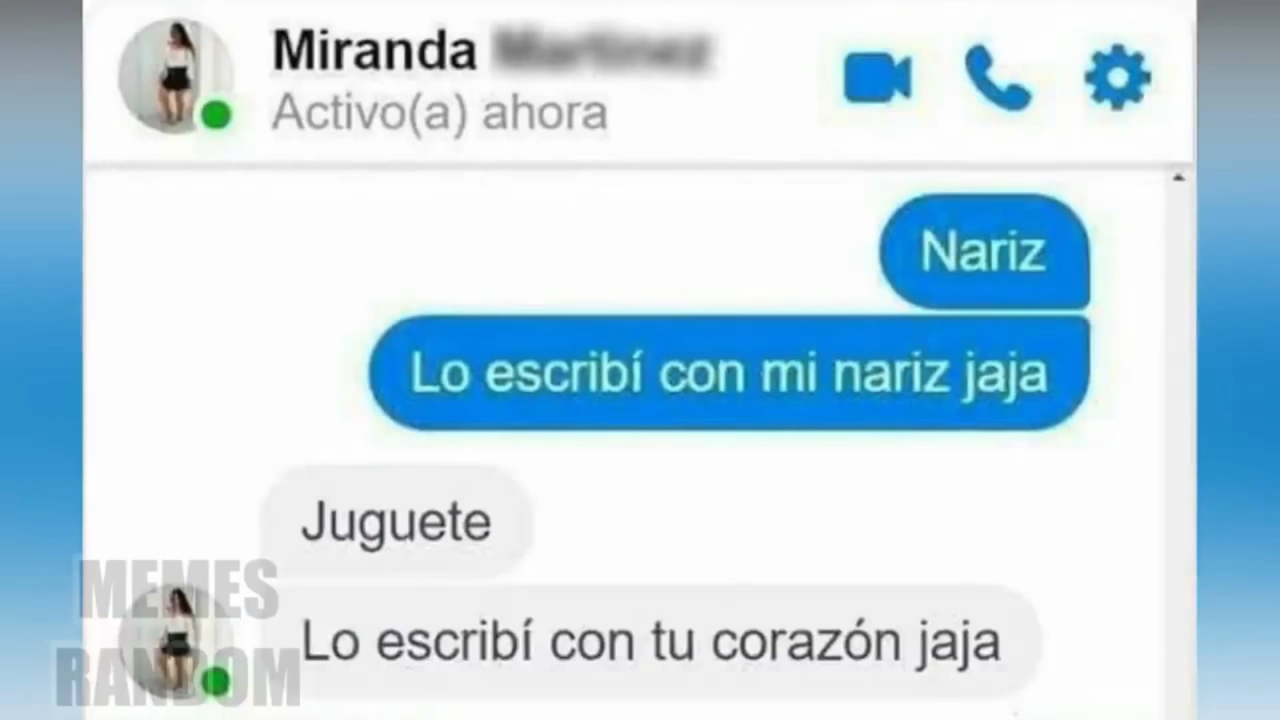 Miranda
Activo(a) ahora
Nariz
Lo escribí con mi nariz jaja
Juguete
Lo escribí con tu corazón jaja
MEMES
RANDOM